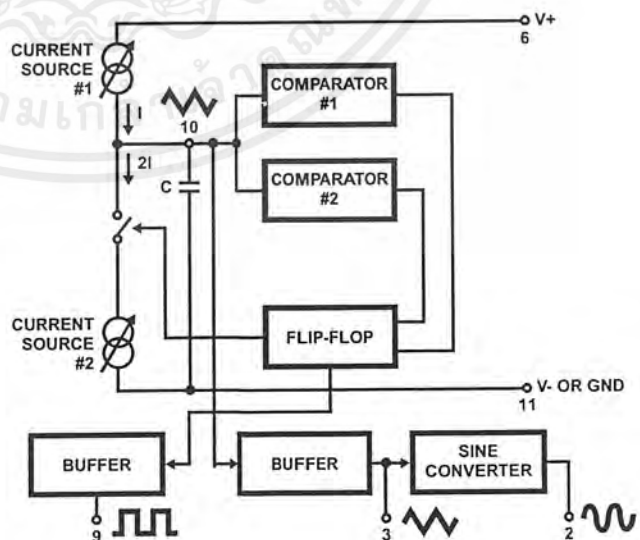 V+
6
CURRENT
SOURCE
#1
I
10
COMPARATOR
#1
2I
C
COMPARATOR
#2
CURRENT
SOURCE
#2
FLIP-FLOP
V- OR GND
11
BUFFER
BUFFER
SINE
CONVERTER
9
3
2